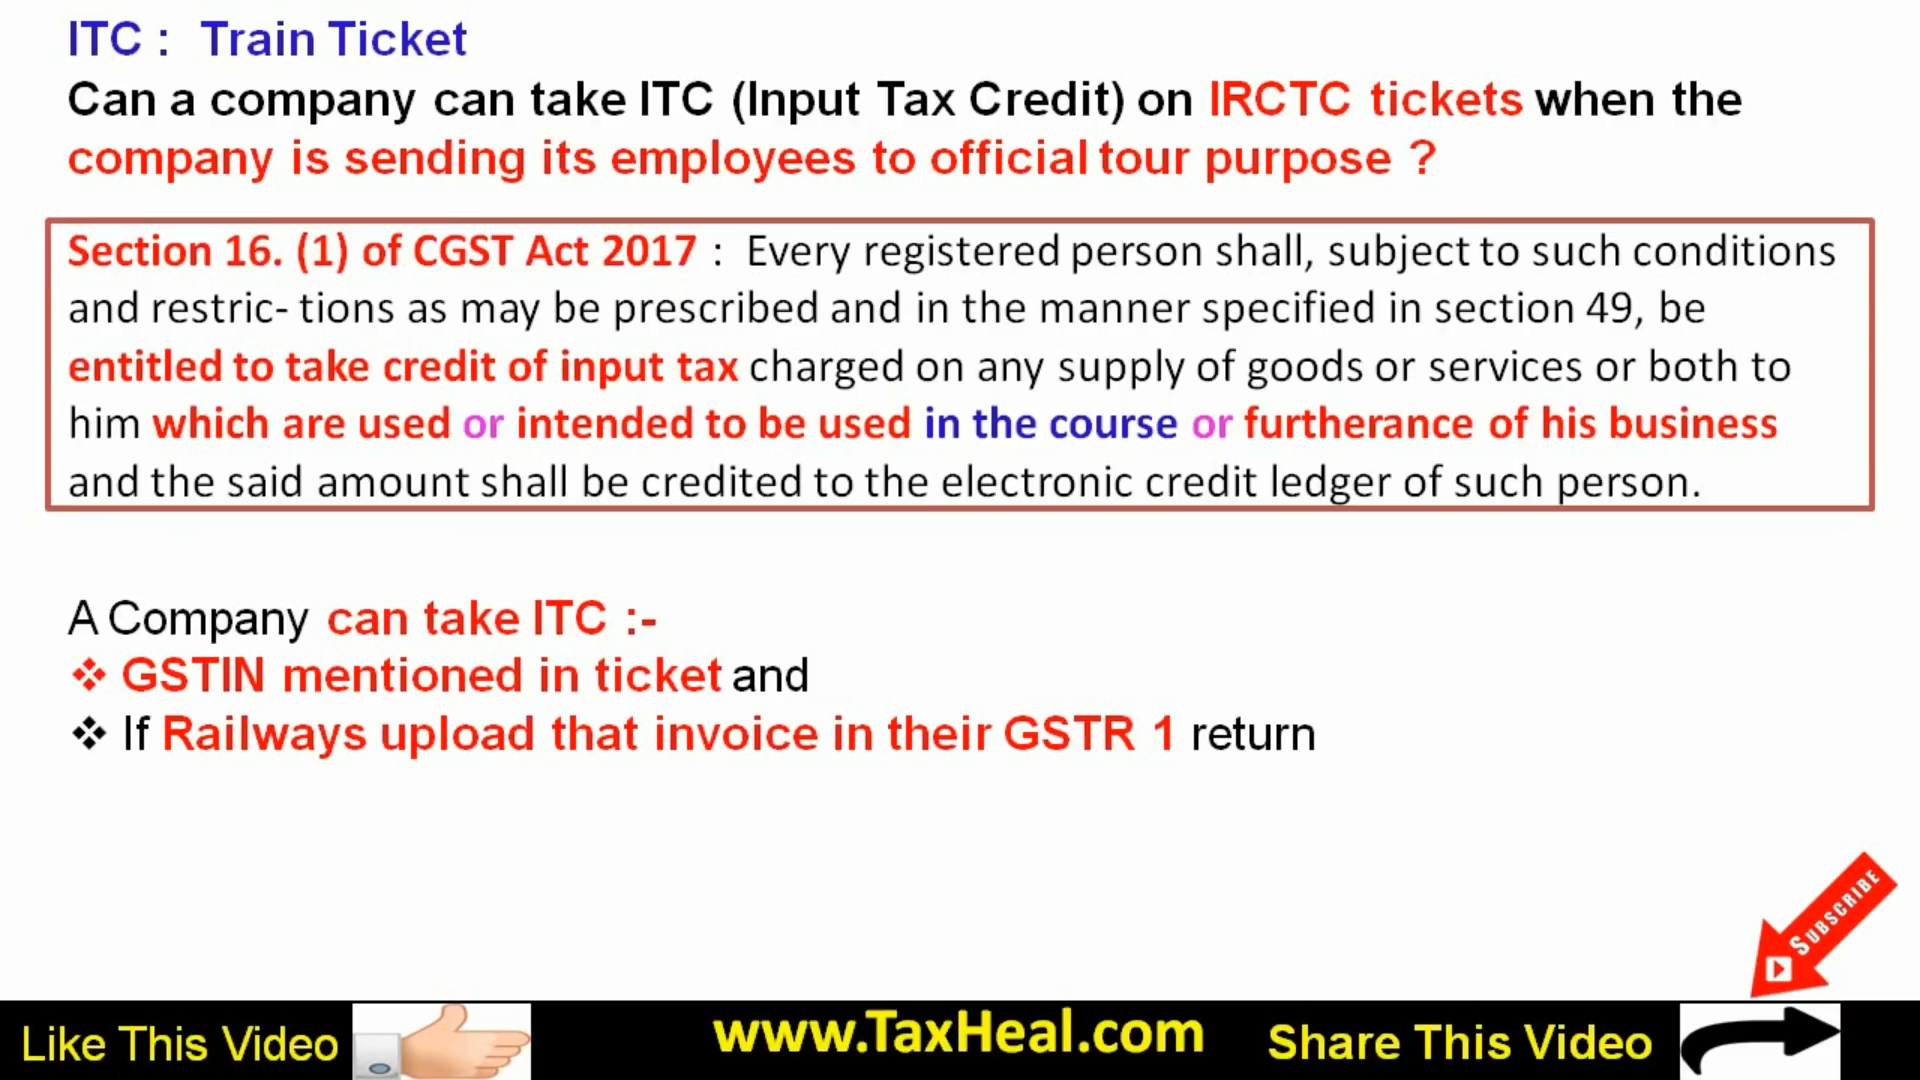 ITC : Train Ticket
Can a company can take ITC (Input Tax Credit) on IRCTC tickets when the
company is sending its employees to official tour purpose ?
Section 16. (1) of CGST Act 2017 : Every registered person shall, subject to such conditions
and restric- tions as may be prescribed and in the manner specified in section 49, be
entitled to take credit of input tax charged on any supply of goods or services or both to
him which are used or intended to be used in the course or furtherance of his business
and the said amount shall be credited to the electronic credit ledger of such person.
A Company can take ITC :-
❖ GSTIN mentioned in ticket and
❖ If Railways upload that invoice in their GSTR 1 return
SUBSCRIBE
Like This Video
www.TaxHeal.com
Share This Video